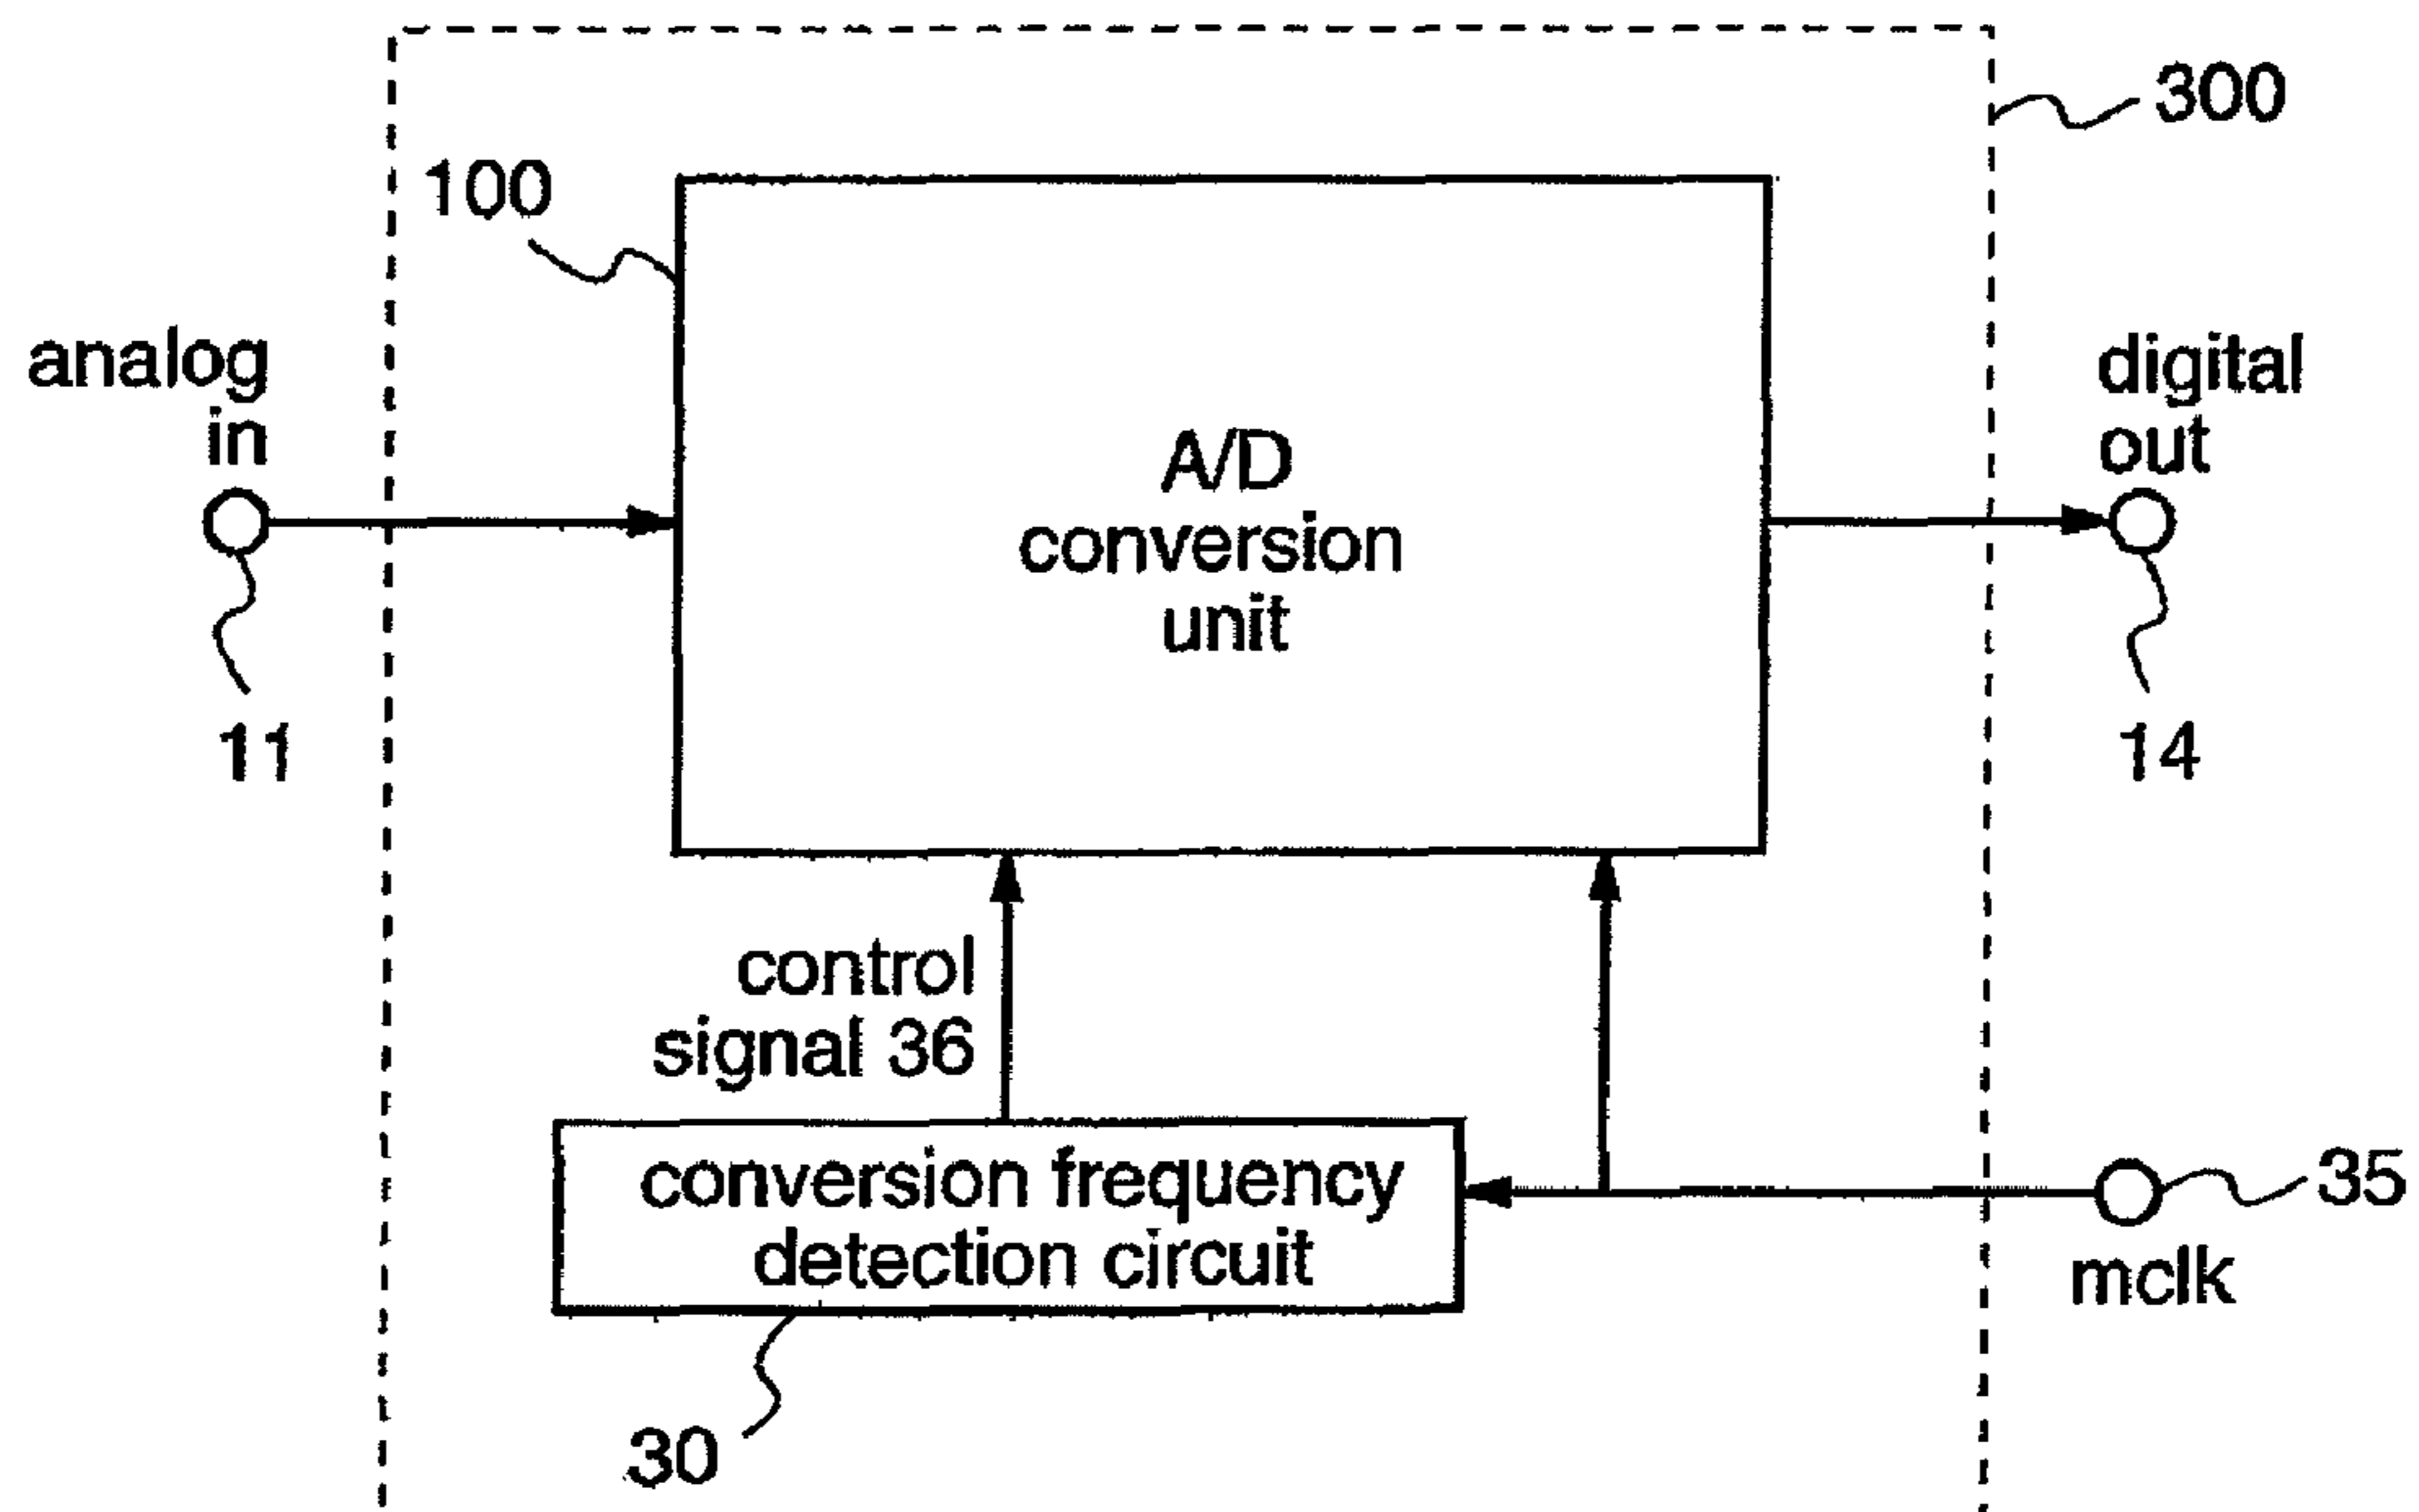 300
100
analog
in
digital
out
A/D
conversion
unit
11
14
control
signal 36
conversion frequency
detection circuit
35
mclk
30